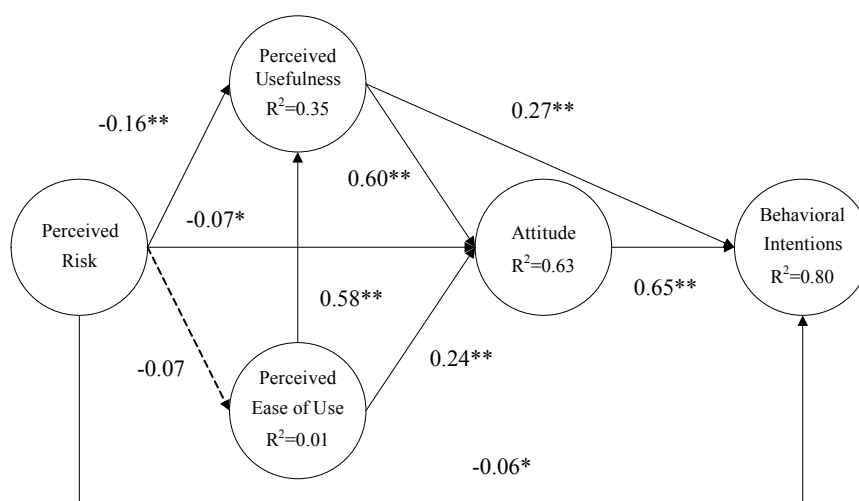 Perceived
Usefulness
R²=0.35
-0.16**
0.27**
0.60**
Perceived
Risk
-0.07*
Attitude
R²=0.63
Behavioral
Intentions
R²=0.80
0.65**
0.58**
-0.07
0.24**
Perceived
Ease of Use
R²=0.01
-0.06*